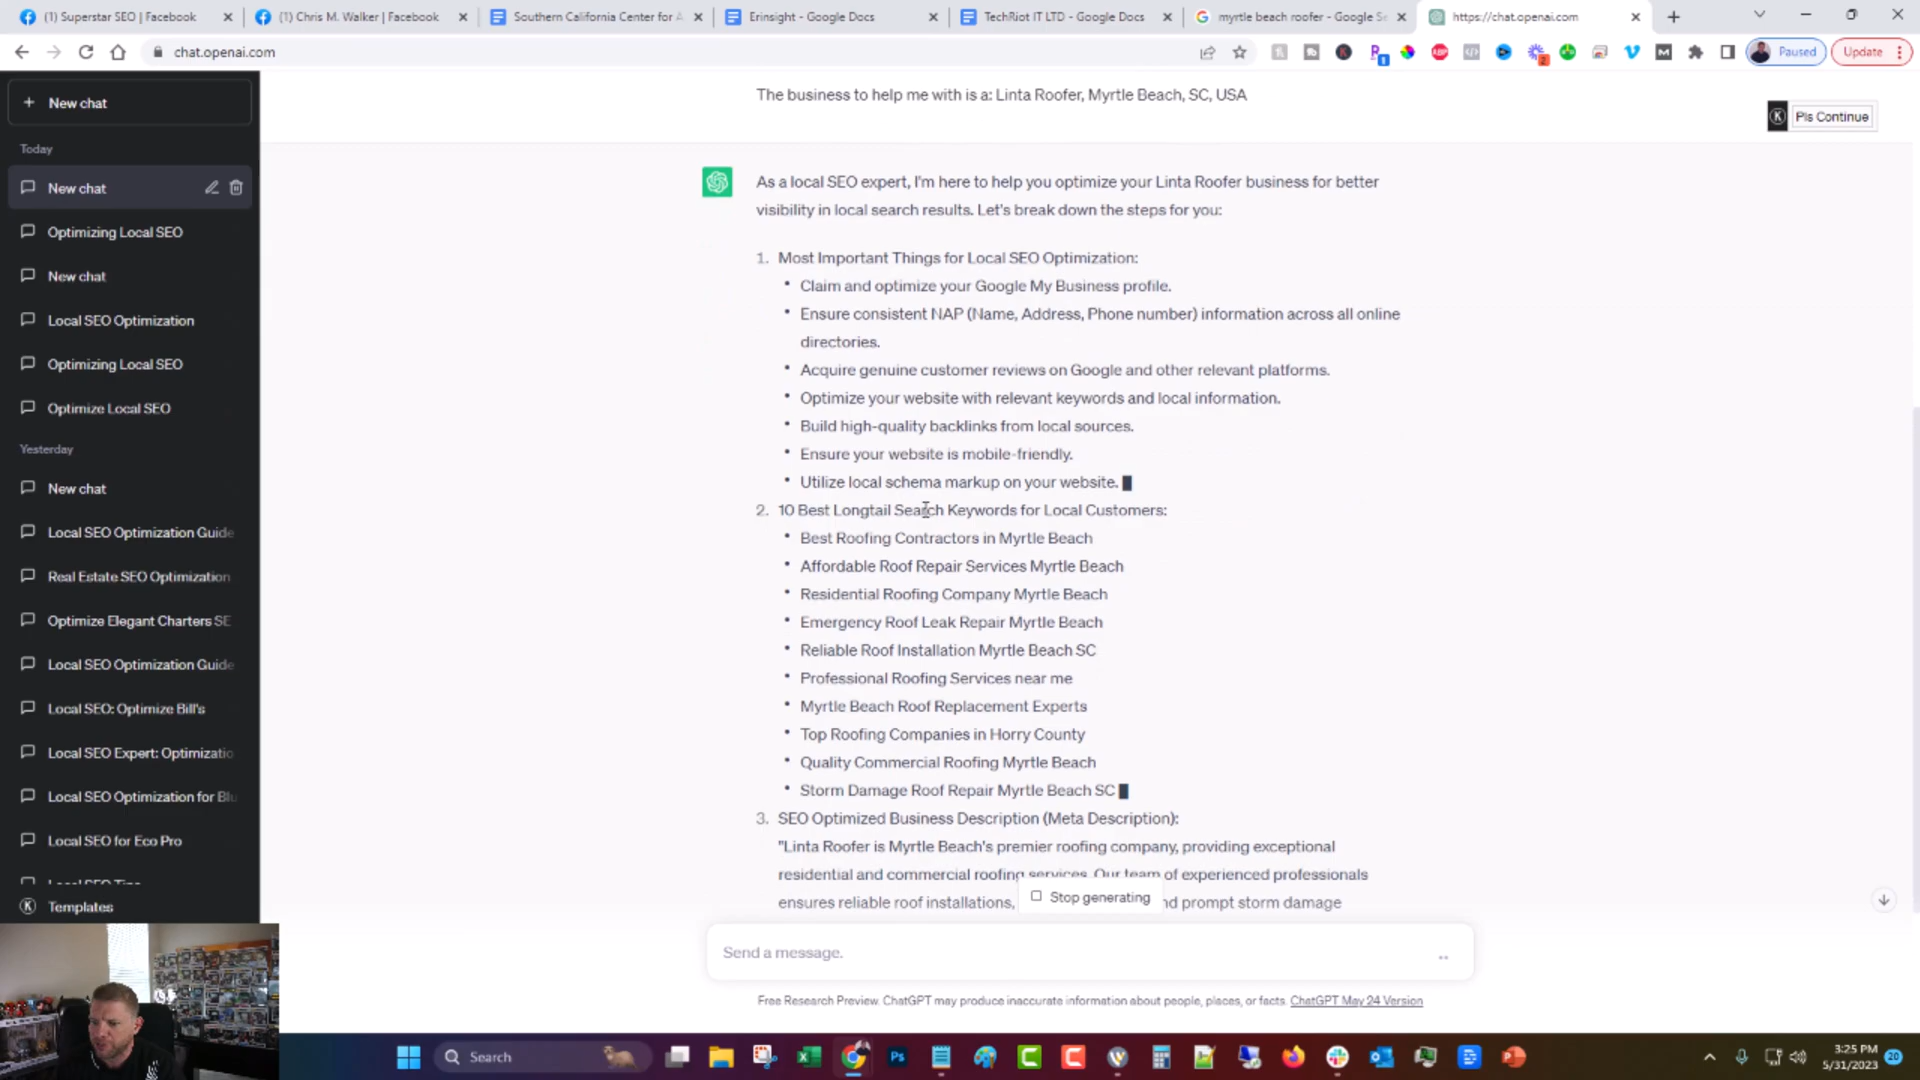 (1) Superstar SEO | Facebook
(1) Chris M. Walker | Facebook
Southern California Center for A
Erinsight - Google Docs
TechRiot IT LTD - Google Docs
myrtle beach roofer - Google Se
https://chat.openai.com
chat.openai.com
Paused
Update
New chat
The business to help me with is a: Linta Roofer, Myrtle Beach, SC, USA
Pls Continue
Today
New chat
Optimizing Local SEO
New chat
Local SEO Optimization
Optimizing Local SEO
Optimize Local SEO
Yesterday
New chat
Local SEO Optimization Guide
Real Estate SEO Optimization
Optimize Elegant Charters SE
Local SEO Optimization Guide
Local SEO: Optimize Bill's
Local SEO Expert: Optimizatio
Local SEO Optimization for Blu
Local SEO for Eco Pro
Templates
As a local SEO expert, I'm here to help you optimize your Linta Roofer business for better
visibility in local search results. Let's break down the steps for you:
1. Most Important Things for Local SEO Optimization:
• Claim and optimize your Google My Business profile.
• Ensure consistent NAP (Name, Address, Phone number) information across all online
directories.
• Acquire genuine customer reviews on Google and other relevant platforms.
• Optimize your website with relevant keywords and local information.
• Build high-quality backlinks from local sources.
• Ensure your website is mobile-friendly.
• Utilize local schema markup on your website.
2. 10 Best Longtail Search Keywords for Local Customers:
• Best Roofing Contractors in Myrtle Beach
• Affordable Roof Repair Services Myrtle Beach
• Residential Roofing Company Myrtle Beach
• Emergency Roof Leak Repair Myrtle Beach
• Reliable Roof Installation Myrtle Beach SC
• Professional Roofing Services near me
• Myrtle Beach Roof Replacement Experts
• Top Roofing Companies in Horry County
• Quality Commercial Roofing Myrtle Beach
• Storm Damage Roof Repair Myrtle Beach SC
3. SEO Optimized Business Description (Meta Description):
"Linta Roofer is Myrtle Beach's premier roofing company, providing exceptional
residential and commercial roofing services. Our team of experienced professionals
ensures reliable roof installations, nd prompt storm damage
Stop generating
Send a message.
Free Research Preview. ChatGPT may produce inaccurate information about people, places, or facts. ChatGPT May 24 Version
Search
3:25 PM
5/31/2023
20